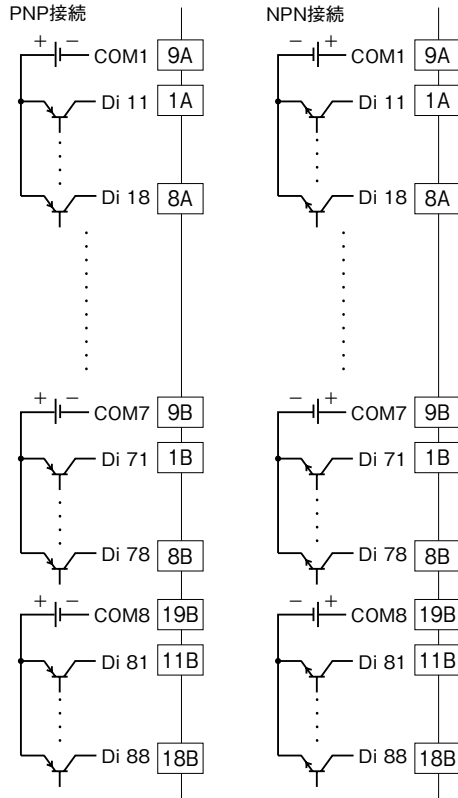 PNP接続
+ − COM1 9A
Di 11 1A
Di 18 8A
+ − COM7 9B
Di 71 1B
Di 78 8B
+ − COM8 19B
Di 81 11B
Di 88 18B
NPN接続
− + COM1 9A
Di 11 1A
Di 18 8A
− + COM7 9B
Di 71 1B
Di 78 8B
− + COM8 19B
Di 81 11B
Di 88 18B